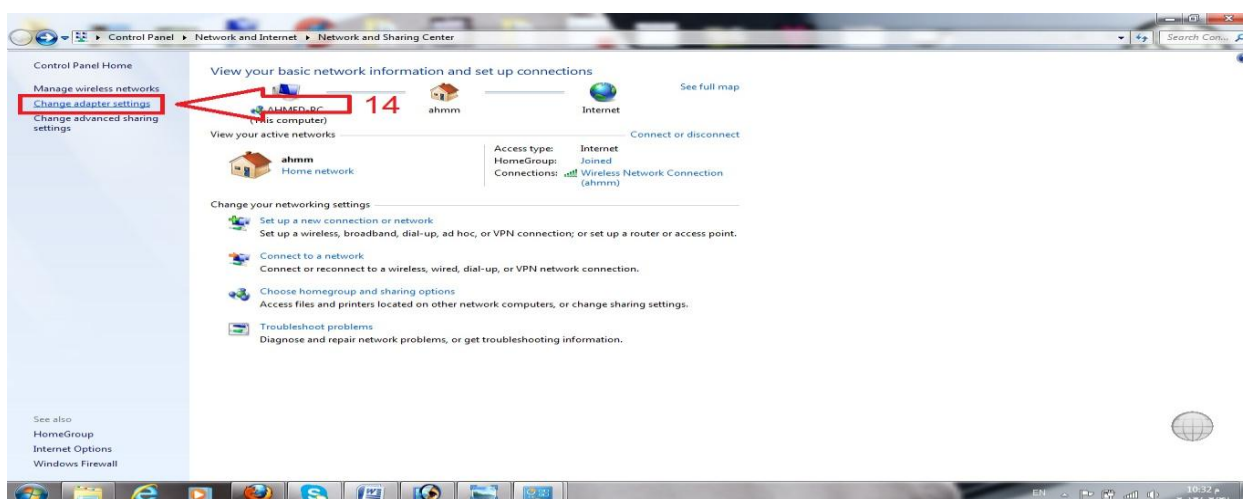 Control Panel ▸ Network and Internet ▸ Network and Sharing Center
Search Con...
Control Panel Home
Manage wireless networks
Change adapter settings
Change advanced sharing
settings
View your basic network information and set up connections
See full map
14
AHMED-PC
(This computer)
ahmm
Internet
View your active networks
Connect or disconnect
ahmm
Home network
Access type: Internet
HomeGroup: Joined
Connections: Wireless Network Connection
(ahmm)
Change your networking settings
Set up a new connection or network
Set up a wireless, broadband, dial-up, ad hoc, or VPN connection; or set up a router or access point.
Connect to a network
Connect or reconnect to a wireless, wired, dial-up, or VPN network connection.
Choose homegroup and sharing options
Access files and printers located on other network computers, or change sharing settings.
Troubleshoot problems
Diagnose and repair network problems, or get troubleshooting information.
See also
HomeGroup
Internet Options
Windows Firewall
EN
10:32 م